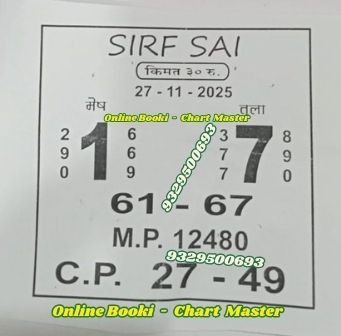 SIRF SAI
किंमत ३० रु.
27 - 11 - 2025
मेष तुला
Online Booki - Chart Master
2 9 0 1 6 6 9 3 7 7 7 8 9 0
9329500693
61 - 67
M.P. 12480
9329500693
C.P. 27 - 49
Online Booki - Chart Master